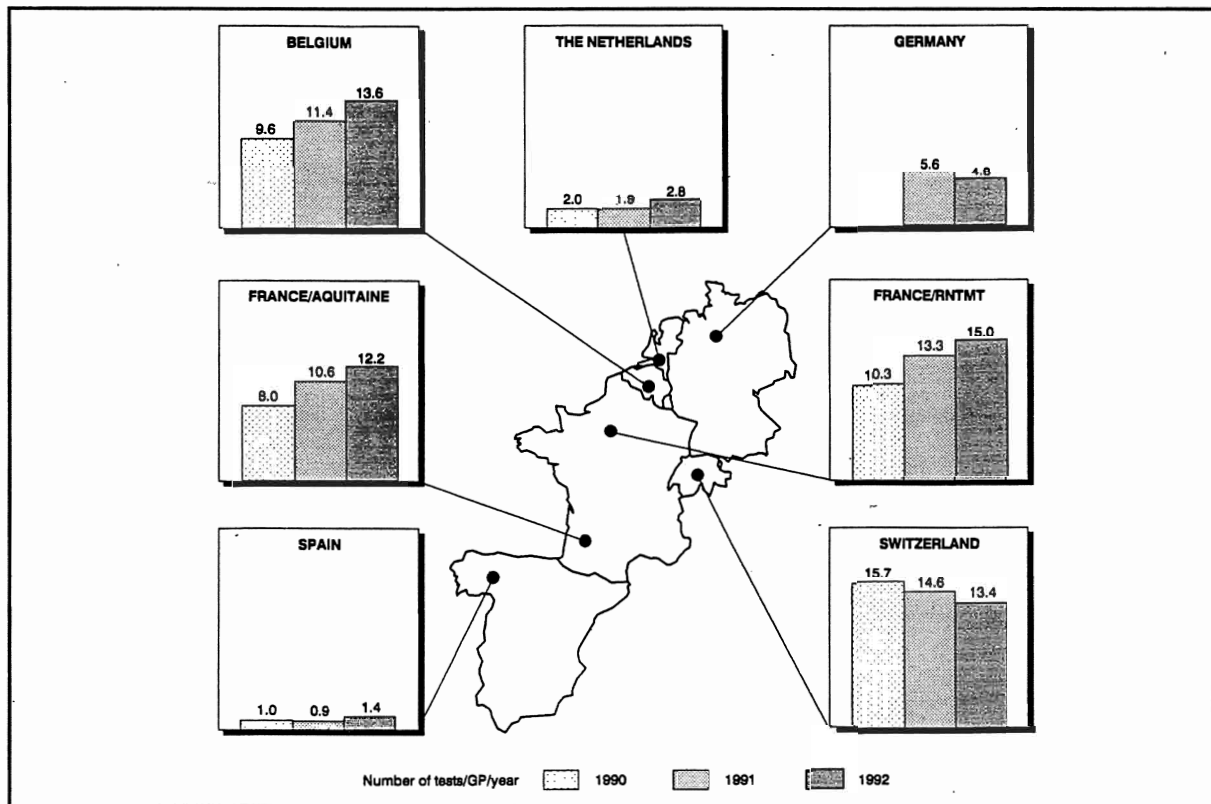 BELGIUM
9.6
11.4
13.6
THE NETHERLANDS
2.0
1.9
2.8
GERMANY
5.6
4.8
FRANCE/AQUITAINE
8.0
10.6
12.2
FRANCE/RNTMT
10.3
13.3
15.0
SPAIN
1.0
0.9
1.4
SWITZERLAND
15.7
14.6
13.4
Number of tests/GP/year 1990 1991 1992